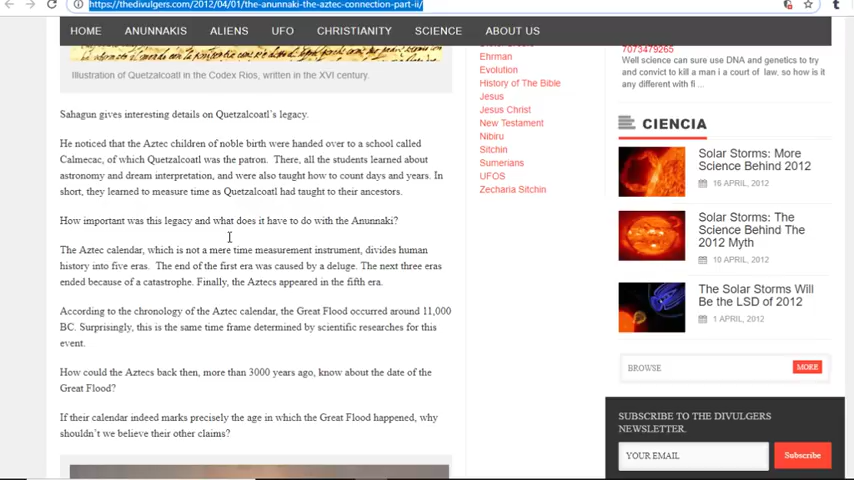 https://thedivulgers.com/2012/04/01/the-anunnaki-the-aztec-connection-part-ii/
HOME ANUNNAKIS ALIENS UFO CHRISTIANITY SCIENCE ABOUT US
Illustration of Quetzalcoatl in the Codex Rios, written in the XVI century.
Sahagun gives interesting details on Quetzalcoatl's legacy.
He noticed that the Aztec children of noble birth were handed over to a school called
Calmecac, of which Quetzalcoatl was the patron. There, all the students learned about
astronomy and dream interpretation, and were also taught how to count days and years. In
short, they learned to measure time as Quetzalcoatl had taught to their ancestors.
How important was this legacy and what does it have to do with the Anunnaki?
The Aztec calendar, which is not a mere time measurement instrument, divides human
history into five eras. The end of the first era was caused by a deluge. The next three eras
ended because of a catastrophe. Finally, the Aztecs appeared in the fifth era.
According to the chronology of the Aztec calendar, the Great Flood occurred around 11,000
BC. Surprisingly, this is the same time frame determined by scientific researches for this
event.
How could the Aztecs back then, more than 3000 years ago, know about the date of the
Great Flood?
If their calendar indeed marks precisely the age in which the Great Flood happened, why
shouldn't we believe their other claims?
Ehrman
Evolution
History of The Bible
Jesus
Jesus Christ
New Testament
Nibiru
Sitchin
Sumerians
UFOS
Zecharia Sitchin
7073479265
Well science can sure use DNA and genetics to try
and convict to kill a man i a court of law, so how is it
any different with fi ...
CIENCIA
Solar Storms: More
Science Behind 2012
16 APRIL, 2012
Solar Storms: The
Science Behind The
2012 Myth
10 APRIL, 2012
The Solar Storms Will
Be the LSD of 2012
1 APRIL, 2012
BROWSE MORE
SUBSCRIBE TO THE DIVULGERS
NEWSLETTER.
YOUR EMAIL Subscribe